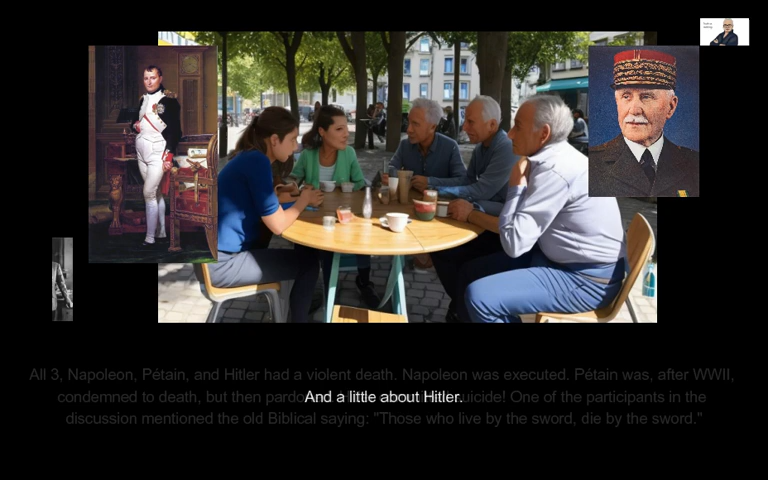 All 3, Napoleon, Pétain, and Hitler had a violent death. Napoleon was executed. Pétain was, after WWII,
condemned to death, but then pardo
And a little about Hitler.
uicide! One of the participants in the
discussion mentioned the old Biblical saying: "Those who live by the sword, die by the sword."